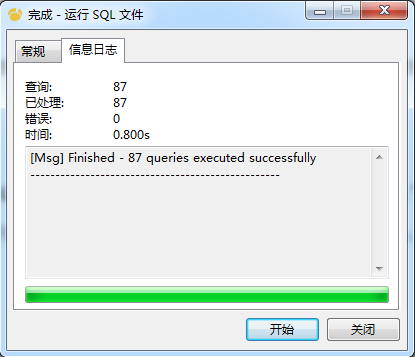 完成 - 运行 SQL 文件
常规 信息日志
查询: 87
已处理: 87
错误: 0
时间: 0.800s
[Msg] Finished - 87 queries executed successfully
--------------------------------------------------
开始 关闭